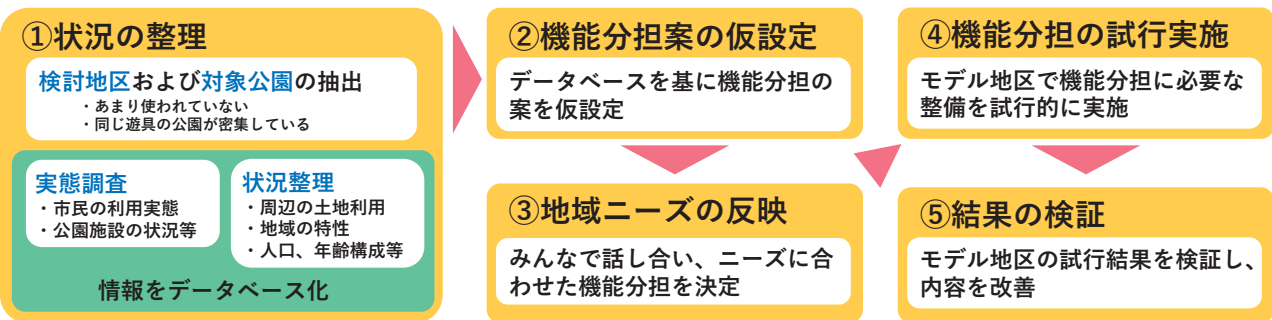 ①状況の整理
検討地区および対象公園の抽出
・あまり使われていない
・同じ遊具の公園が密集している
実態調査
・市民の利用実態
・公園施設の状況等
状況整理
・周辺の土地利用
・地域の特性
・人口、年齢構成等
情報をデータベース化
②機能分担案の仮設定
データベースを基に機能分担の
案を仮設定
③地域ニーズの反映
みんなで話し合い、ニーズに合
わせた機能分担を決定
④機能分担の試行実施
モデル地区で機能分担に必要な
整備を試行的に実施
⑤結果の検証
モデル地区の試行結果を検証し、
内容を改善